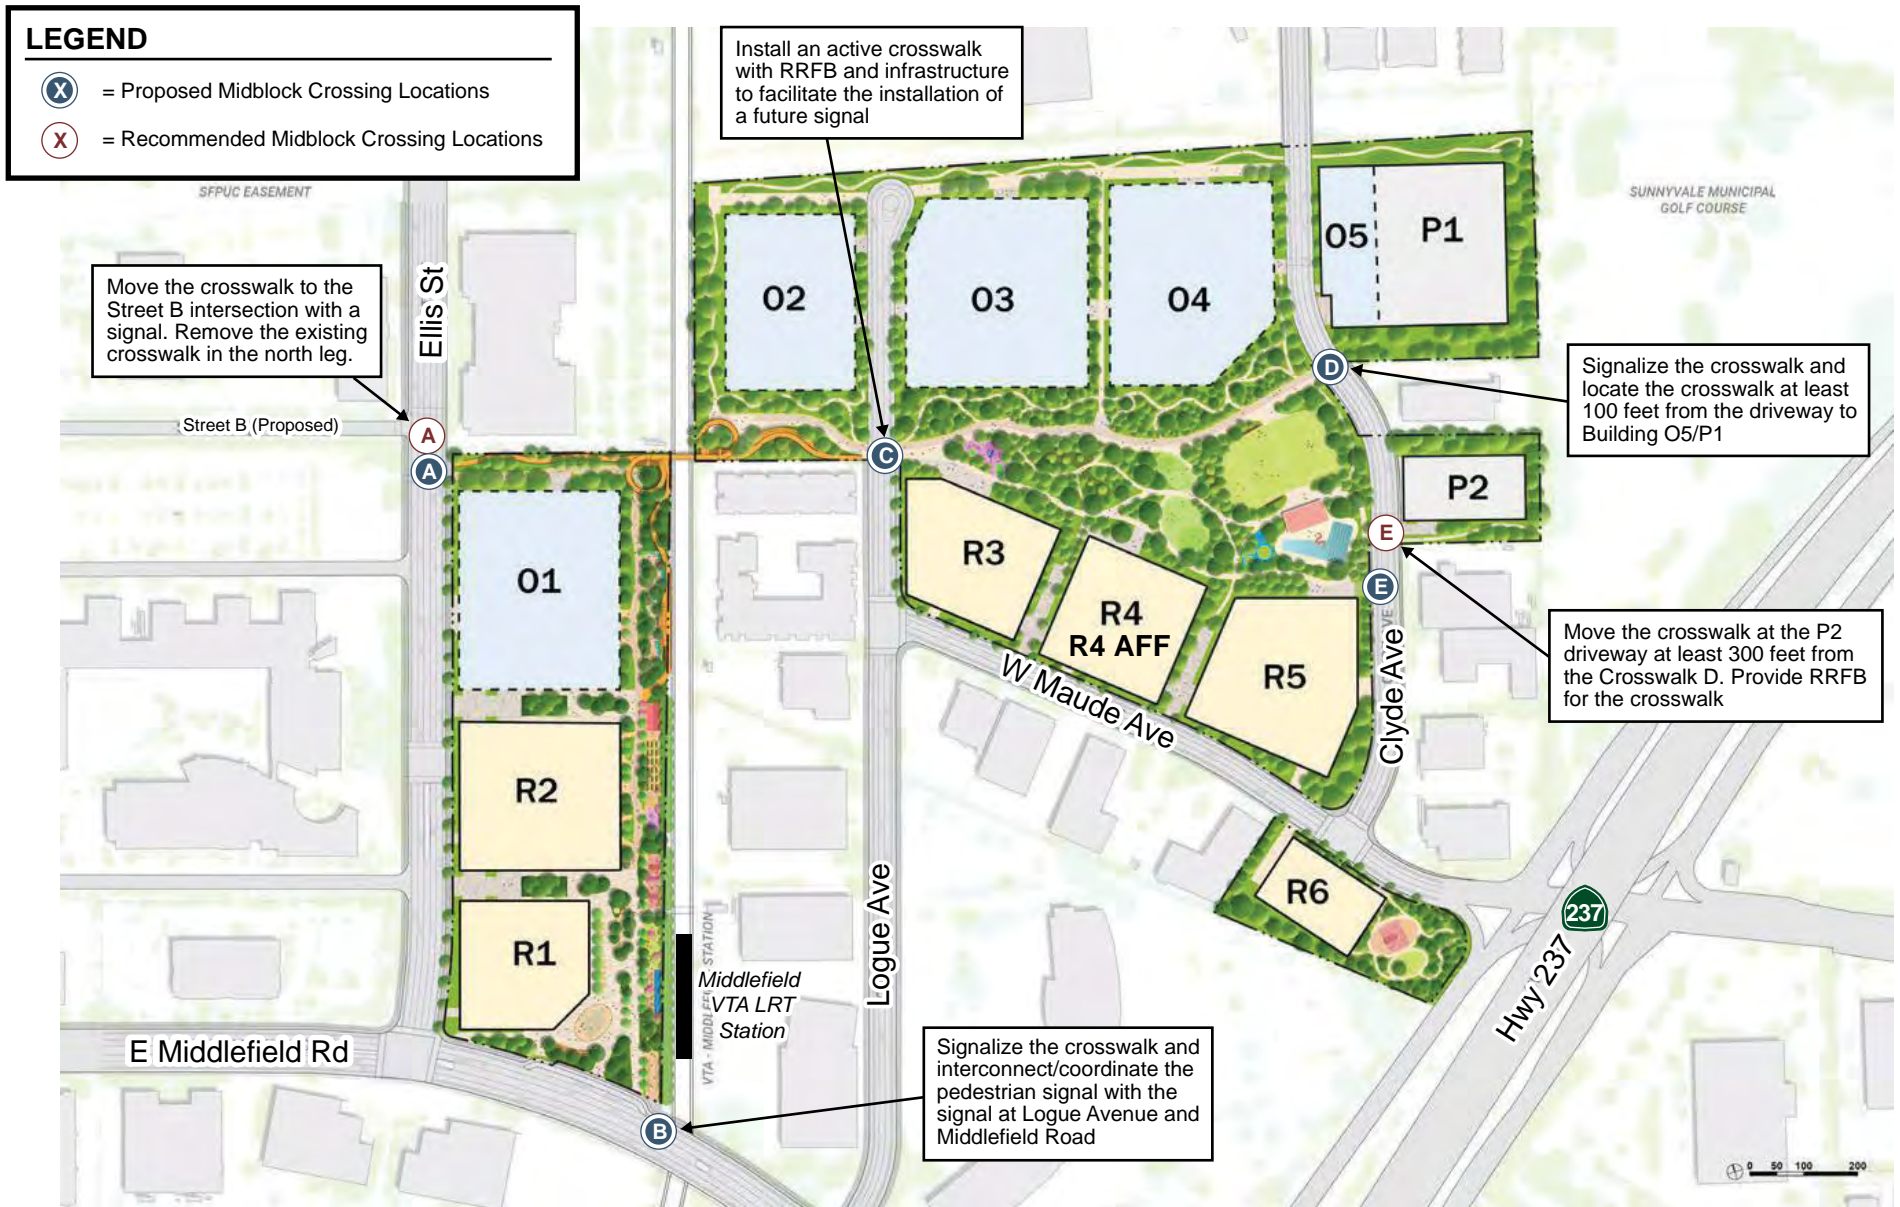 LEGEND
X = Proposed Midblock Crossing Locations
X = Recommended Midblock Crossing Locations
SFPUC EASEMENT
Install an active crosswalk
with RRFB and infrastructure
to facilitate the installation of
a future signal
SUNNYVALE MUNICIPAL
GOLF COURSE
Move the crosswalk to the
Street B intersection with a
signal. Remove the existing
crosswalk in the north leg.
Ellis St
O2
O3
O4
O5
P1
D
Signalize the crosswalk and
locate the crosswalk at least
100 feet from the driveway to
Building O5/P1
Street B (Proposed)
A
A
C
P2
E
E
O1
R3
R4
R4 AFF
R5
W Maude Ave
Clyde Ave
Move the crosswalk at the P2
driveway at least 300 feet from
the Crosswalk D. Provide RRFB
for the crosswalk
R2
R1
R6
237
Hwy 237
Logue Ave
VTA - MIDDLEFIELD STATION
Middlefield
VTA LRT
Station
E Middlefield Rd
B
Signalize the crosswalk and
interconnect/coordinate the
pedestrian signal with the
signal at Logue Avenue and
Middlefield Road
0 50 100 200